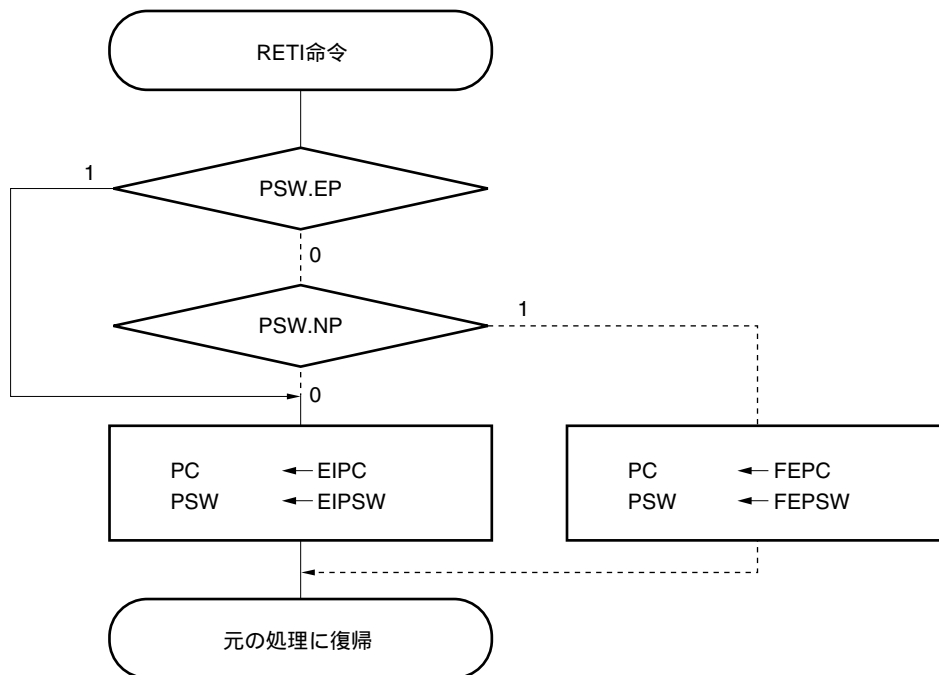 RETI命令
1
PSW.EP
0
PSW.NP
1
0
PC ← EIPC
PSW ← EIPSW
PC ← FEPC
PSW ← FEPSW
元の処理に復帰